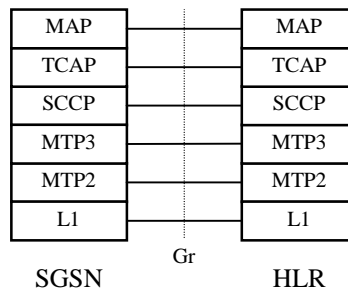 MAP MAP
TCAP TCAP
SCCP SCCP
MTP3 MTP3
MTP2 MTP2
L1 L1
Gr
SGSN HLR